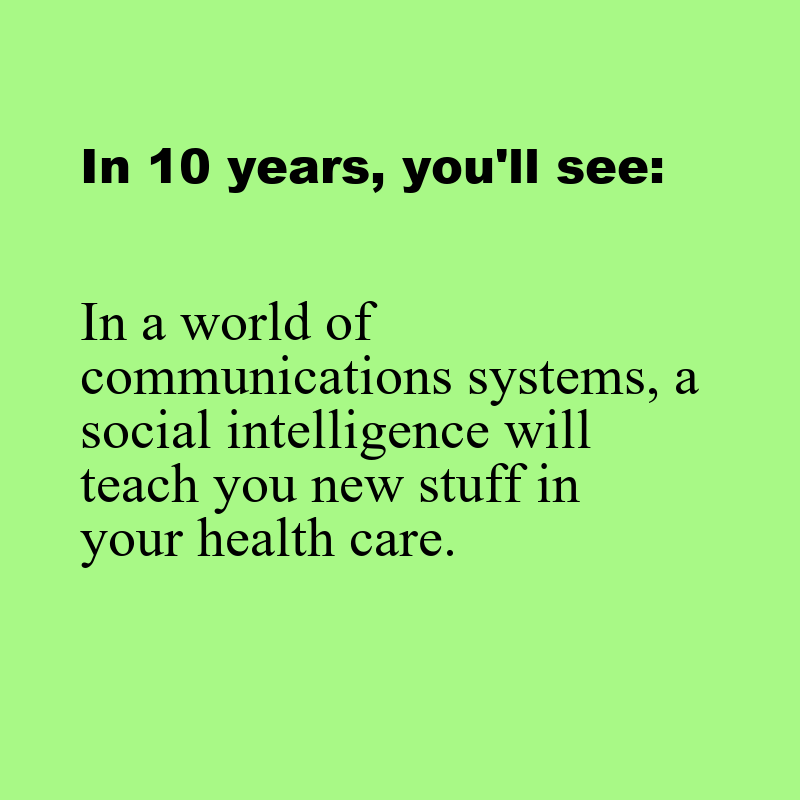 In 10 years, you'll see:
In a world of
communications systems, a
social intelligence will
teach you new stuff in
your health care.